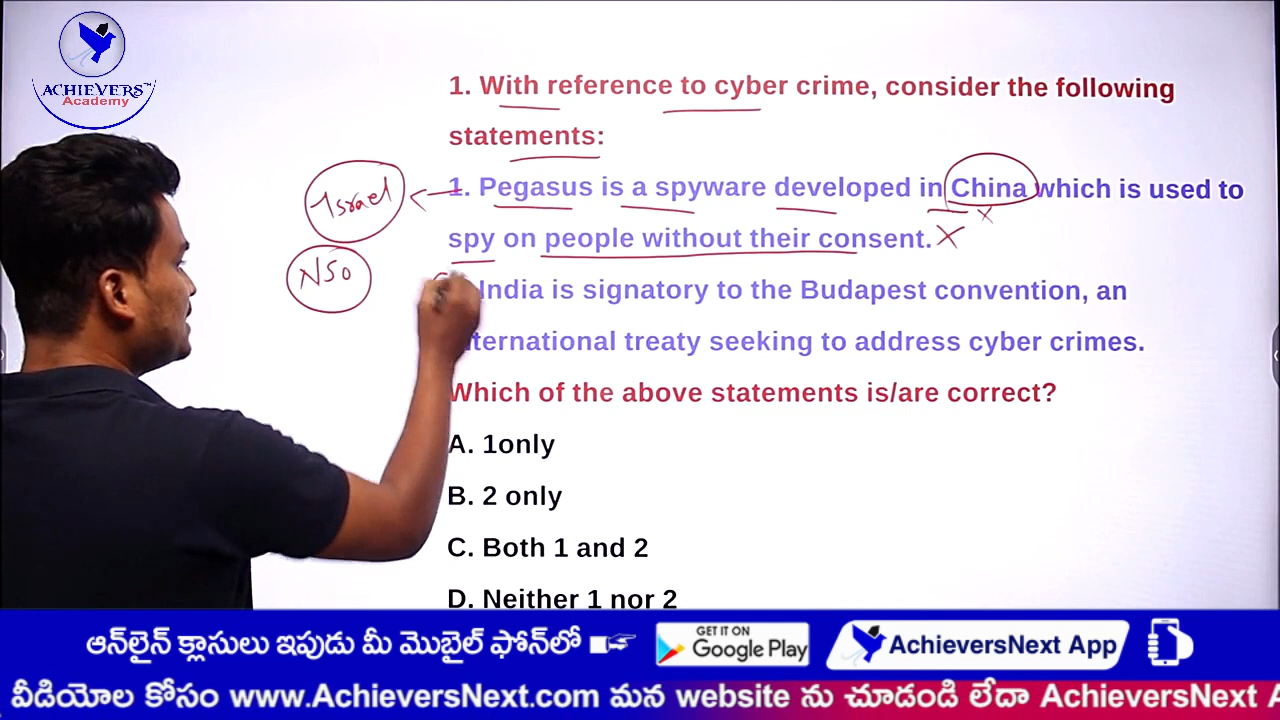 ACHIEVERS™
Academy
1. With reference to cyber crime, consider the following
statements:
Israel
1. Pegasus is a spyware developed in China which is used to
spy on people without their consent. X
NSO
India is signatory to the Budapest convention, an
international treaty seeking to address cyber crimes.
Which of the above statements is/are correct?
A. 1only
B. 2 only
C. Both 1 and 2
D. Neither 1 nor 2
ఆన్‌లైన్ క్లాసులు ఇపుడు మీ మొబైల్ ఫోన్‌లో
GET IT ON
Google Play
AchieversNext App
వీడియోల కోసం www.AchieversNext.com మన website ను చూడండి లేదా AchieversNext